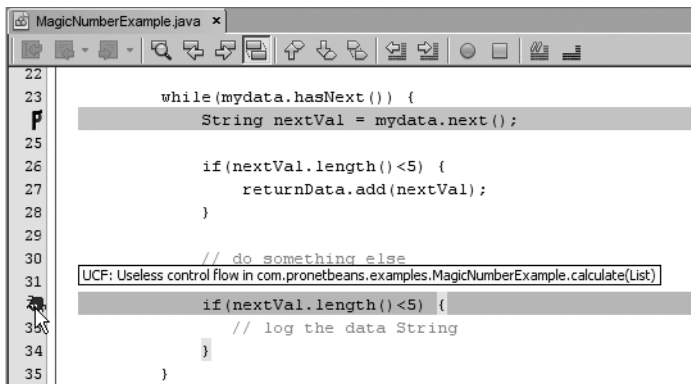 MagicNumberExample.java ×
22
23 while(mydata.hasNext()) {
String nextVal = mydata.next();
25
26 if(nextVal.length()<5) {
27 returnData.add(nextVal);
28 }
29
30 // do something else
UCF: Useless control flow in com.pronetbeans.examples.MagicNumberExample.calculate(List)
31
if(nextVal.length()<5) {
33 // log the data String
34 }
35 }